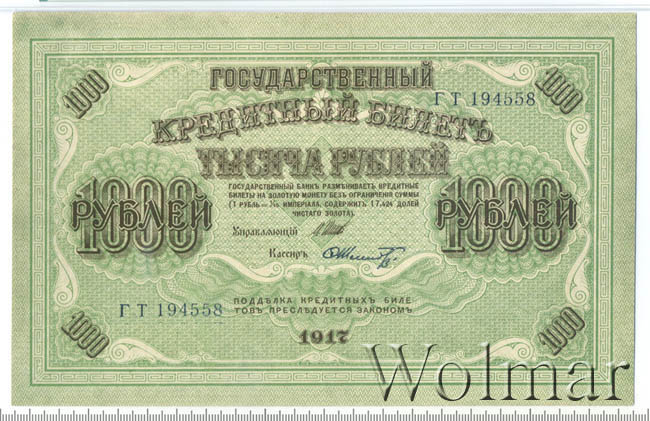 1000 1000
ГОСУДАРСТВЕННЫЙ
ГТ 194558
КРЕДИТНЫЙ БИЛЕТЪ
ТЫСЯЧА РУБЛЕЙ
ГОСУДАРСТВЕННЫЙ БАНКЪ РАЗМѢНИВАЕТЪ КРЕДИТНЫЕ
БИЛЕТЫ НА ЗОЛОТУЮ МОНЕТУ БЕЗЪ ОГРАНИЧЕНІЯ СУММЫ
(1 РУБЛЬ = 1/15 ИМПЕРІАЛА, СОДЕРЖИТЪ 17,424 ДОЛЕЙ
ЧИСТАГО ЗОЛОТА).
1000 РУБЛЕЙ 1000 РУБЛЕЙ
Управляющій
Кассиръ
ГТ 194558
ПОДДѢЛКА КРЕДИТНЫХЪ БИЛЕ
ТОВЪ ПРЕСЛѢДУЕТСЯ ЗАКОНОМЪ
1917
1000 1000
Wolmar